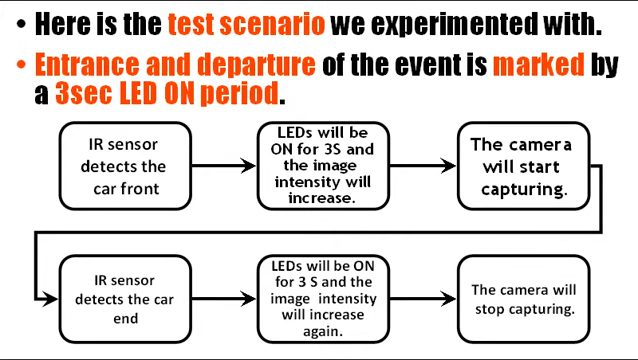 • Here is the test scenario we experimented with.
• Entrance and departure of the event is marked by
a 3sec LED ON period.
IR sensor
detects the
car front
LEDs will be
ON for 3S and
the image
intensity will
increase.
The camera
will start
capturing.
IR sensor
detects the car
end
LEDs will be ON
for 3 S and the
image intensity
will increase
again.
The camera will
stop capturing.